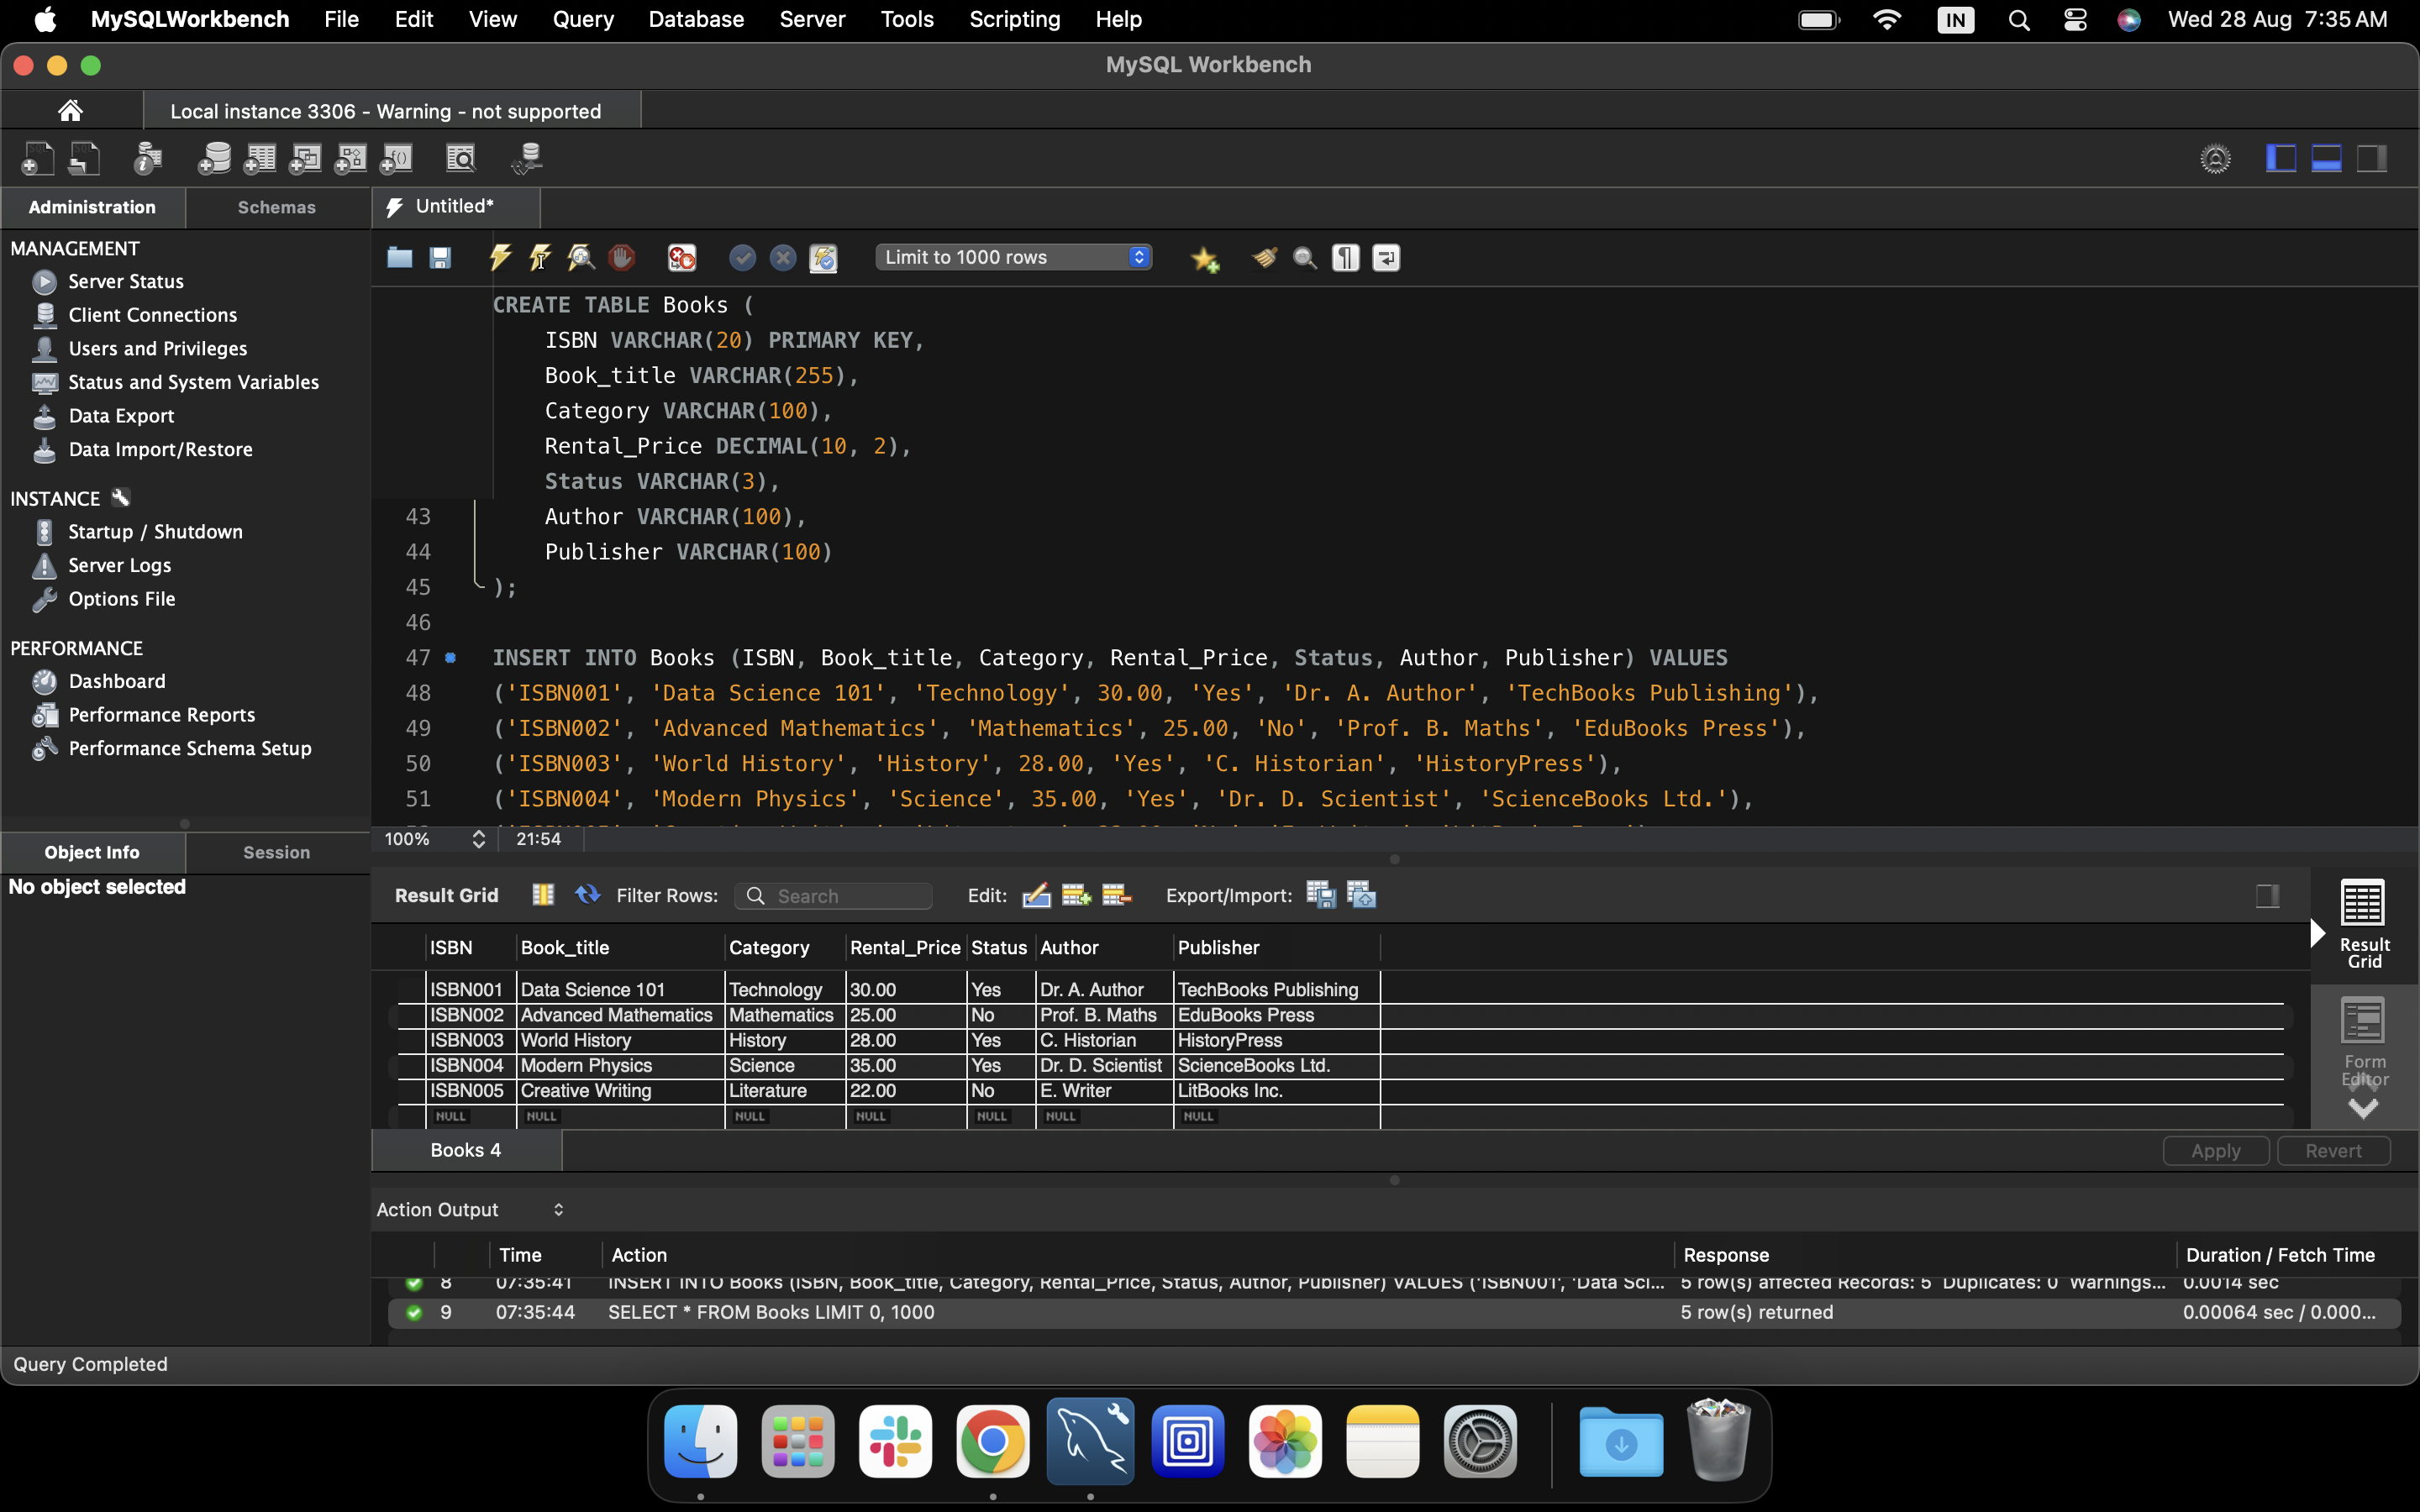 MySQLWorkbench File Edit View Query Database Server Tools Scripting Help IN Wed 28 Aug 7:35 AM
MySQL Workbench
Local instance 3306 - Warning - not supported
Administration Schemas
Untitled*
MANAGEMENT
Server Status
Client Connections
Users and Privileges
Status and System Variables
Data Export
Data Import/Restore
INSTANCE
Startup / Shutdown
Server Logs
Options File
PERFORMANCE
Dashboard
Performance Reports
Performance Schema Setup
Object Info Session
No object selected
Limit to 1000 rows
CREATE TABLE Books (
ISBN VARCHAR(20) PRIMARY KEY,
Book_title VARCHAR(255),
Category VARCHAR(100),
Rental_Price DECIMAL(10, 2),
Status VARCHAR(3),
43 Author VARCHAR(100),
44 Publisher VARCHAR(100)
45 );
46
47 INSERT INTO Books (ISBN, Book_title, Category, Rental_Price, Status, Author, Publisher) VALUES
48 ('ISBN001', 'Data Science 101', 'Technology', 30.00, 'Yes', 'Dr. A. Author', 'TechBooks Publishing'),
49 ('ISBN002', 'Advanced Mathematics', 'Mathematics', 25.00, 'No', 'Prof. B. Maths', 'EduBooks Press'),
50 ('ISBN003', 'World History', 'History', 28.00, 'Yes', 'C. Historian', 'HistoryPress'),
51 ('ISBN004', 'Modern Physics', 'Science', 35.00, 'Yes', 'Dr. D. Scientist', 'ScienceBooks Ltd.'),
100% 21:54
Result Grid Filter Rows: Search Edit: Export/Import:
ISBN Book_title Category Rental_Price Status Author Publisher
ISBN001 Data Science 101 Technology 30.00 Yes Dr. A. Author TechBooks Publishing
ISBN002 Advanced Mathematics Mathematics 25.00 No Prof. B. Maths EduBooks Press
ISBN003 World History History 28.00 Yes C. Historian HistoryPress
ISBN004 Modern Physics Science 35.00 Yes Dr. D. Scientist ScienceBooks Ltd.
ISBN005 Creative Writing Literature 22.00 No E. Writer LitBooks Inc.
NULL NULL NULL NULL NULL NULL NULL
Result
Grid
Form
Editor
Books 4 Apply Revert
Action Output
Time Action Response Duration / Fetch Time
8 07:35:41 INSERT INTO Books (ISBN, Book_title, Category, Rental_Price, Status, Author, Publisher) VALUES ('ISBN001', 'Data Sci... 5 row(s) affected Records: 5 Duplicates: 0 Warnings... 0.0014 sec
9 07:35:44 SELECT * FROM Books LIMIT 0, 1000 5 row(s) returned 0.00064 sec / 0.000...
Query Completed